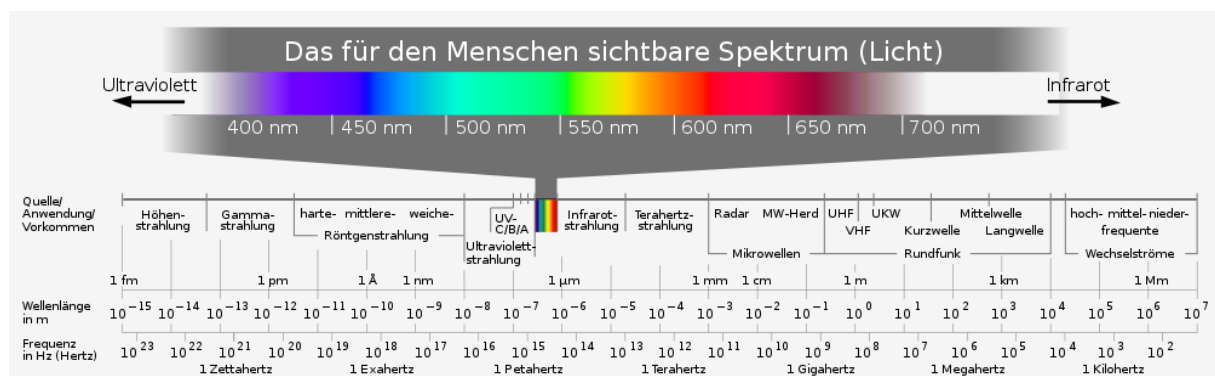 Das für den Menschen sichtbare Spektrum (Licht)
Ultraviolett
Infrarot
400 nm
450 nm
500 nm
550 nm
600 nm
650 nm
700 nm
Quelle/
Anwendung/
Vorkommen
Höhen-
strahlung
Gamma-
strahlung
harte- mittlere- weiche-
Röntgenstrahlung
UV-
C/B/A
Ultraviolett-
strahlung
Infrarot-
strahlung
Terahertz-
strahlung
Radar MW-Herd
Mikrowellen
UHF UKW Mittelwelle
VHF Kurzwelle Langwelle
Rundfunk
hoch- mittel- nieder-
frequente
Wechselströme
1 fm 1 pm 1 Å 1 nm 1 µm 1 mm 1 cm 1 m 1 km 1 Mm
Wellenlänge
in m
10⁻¹⁵ 10⁻¹⁴ 10⁻¹³ 10⁻¹² 10⁻¹¹ 10⁻¹⁰ 10⁻⁹ 10⁻⁸ 10⁻⁷ 10⁻⁶ 10⁻⁵ 10⁻⁴ 10⁻³ 10⁻² 10⁻¹ 10⁰ 10¹ 10² 10³ 10⁴ 10⁵ 10⁶ 10⁷
Frequenz
in Hz (Hertz)
10²³ 10²² 10²¹ 10²⁰ 10¹⁹ 10¹⁸ 10¹⁷ 10¹⁶ 10¹⁵ 10¹⁴ 10¹³ 10¹² 10¹¹ 10¹⁰ 10⁹ 10⁸ 10⁷ 10⁶ 10⁵ 10⁴ 10³ 10²
1 Zettahertz 1 Exahertz 1 Petahertz 1 Terahertz 1 Gigahertz 1 Megahertz 1 Kilohertz